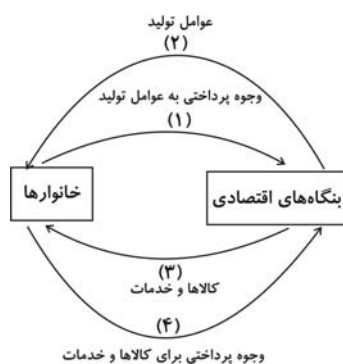 عوامل تولید
(۲)
وجوه پرداختی به عوامل تولید
(۱)
بنگاه‌های اقتصادی
خانوارها
(۳)
کالاها و خدمات
(۴)
وجوه پرداختی برای کالاها و خدمات